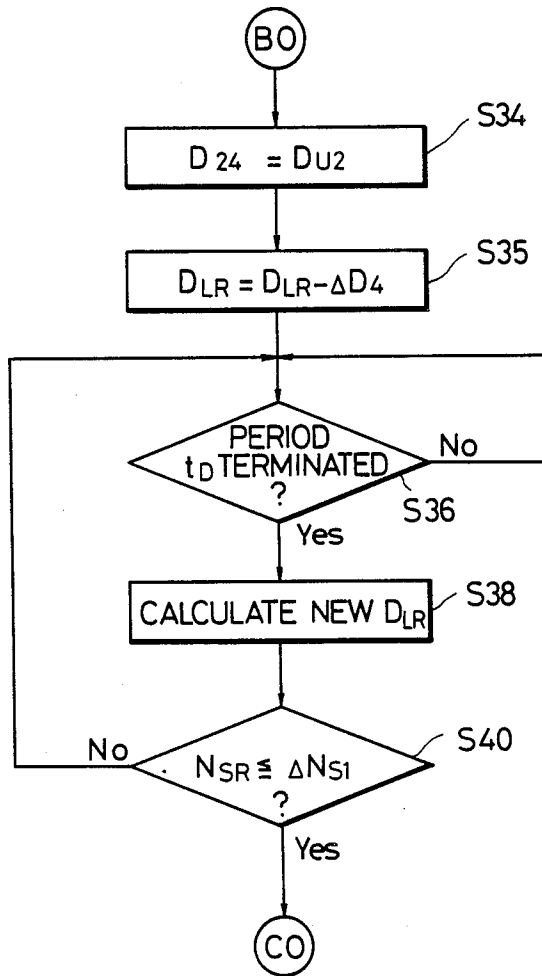 BO
S34
D24 = DU2
S35
DLR = DLR-ΔD4
PERIOD
tD TERMINATED
?
No
S36
Yes
CALCULATE NEW DLR
S38
No
S40
NSR ≦ ΔNS1
?
Yes
CO